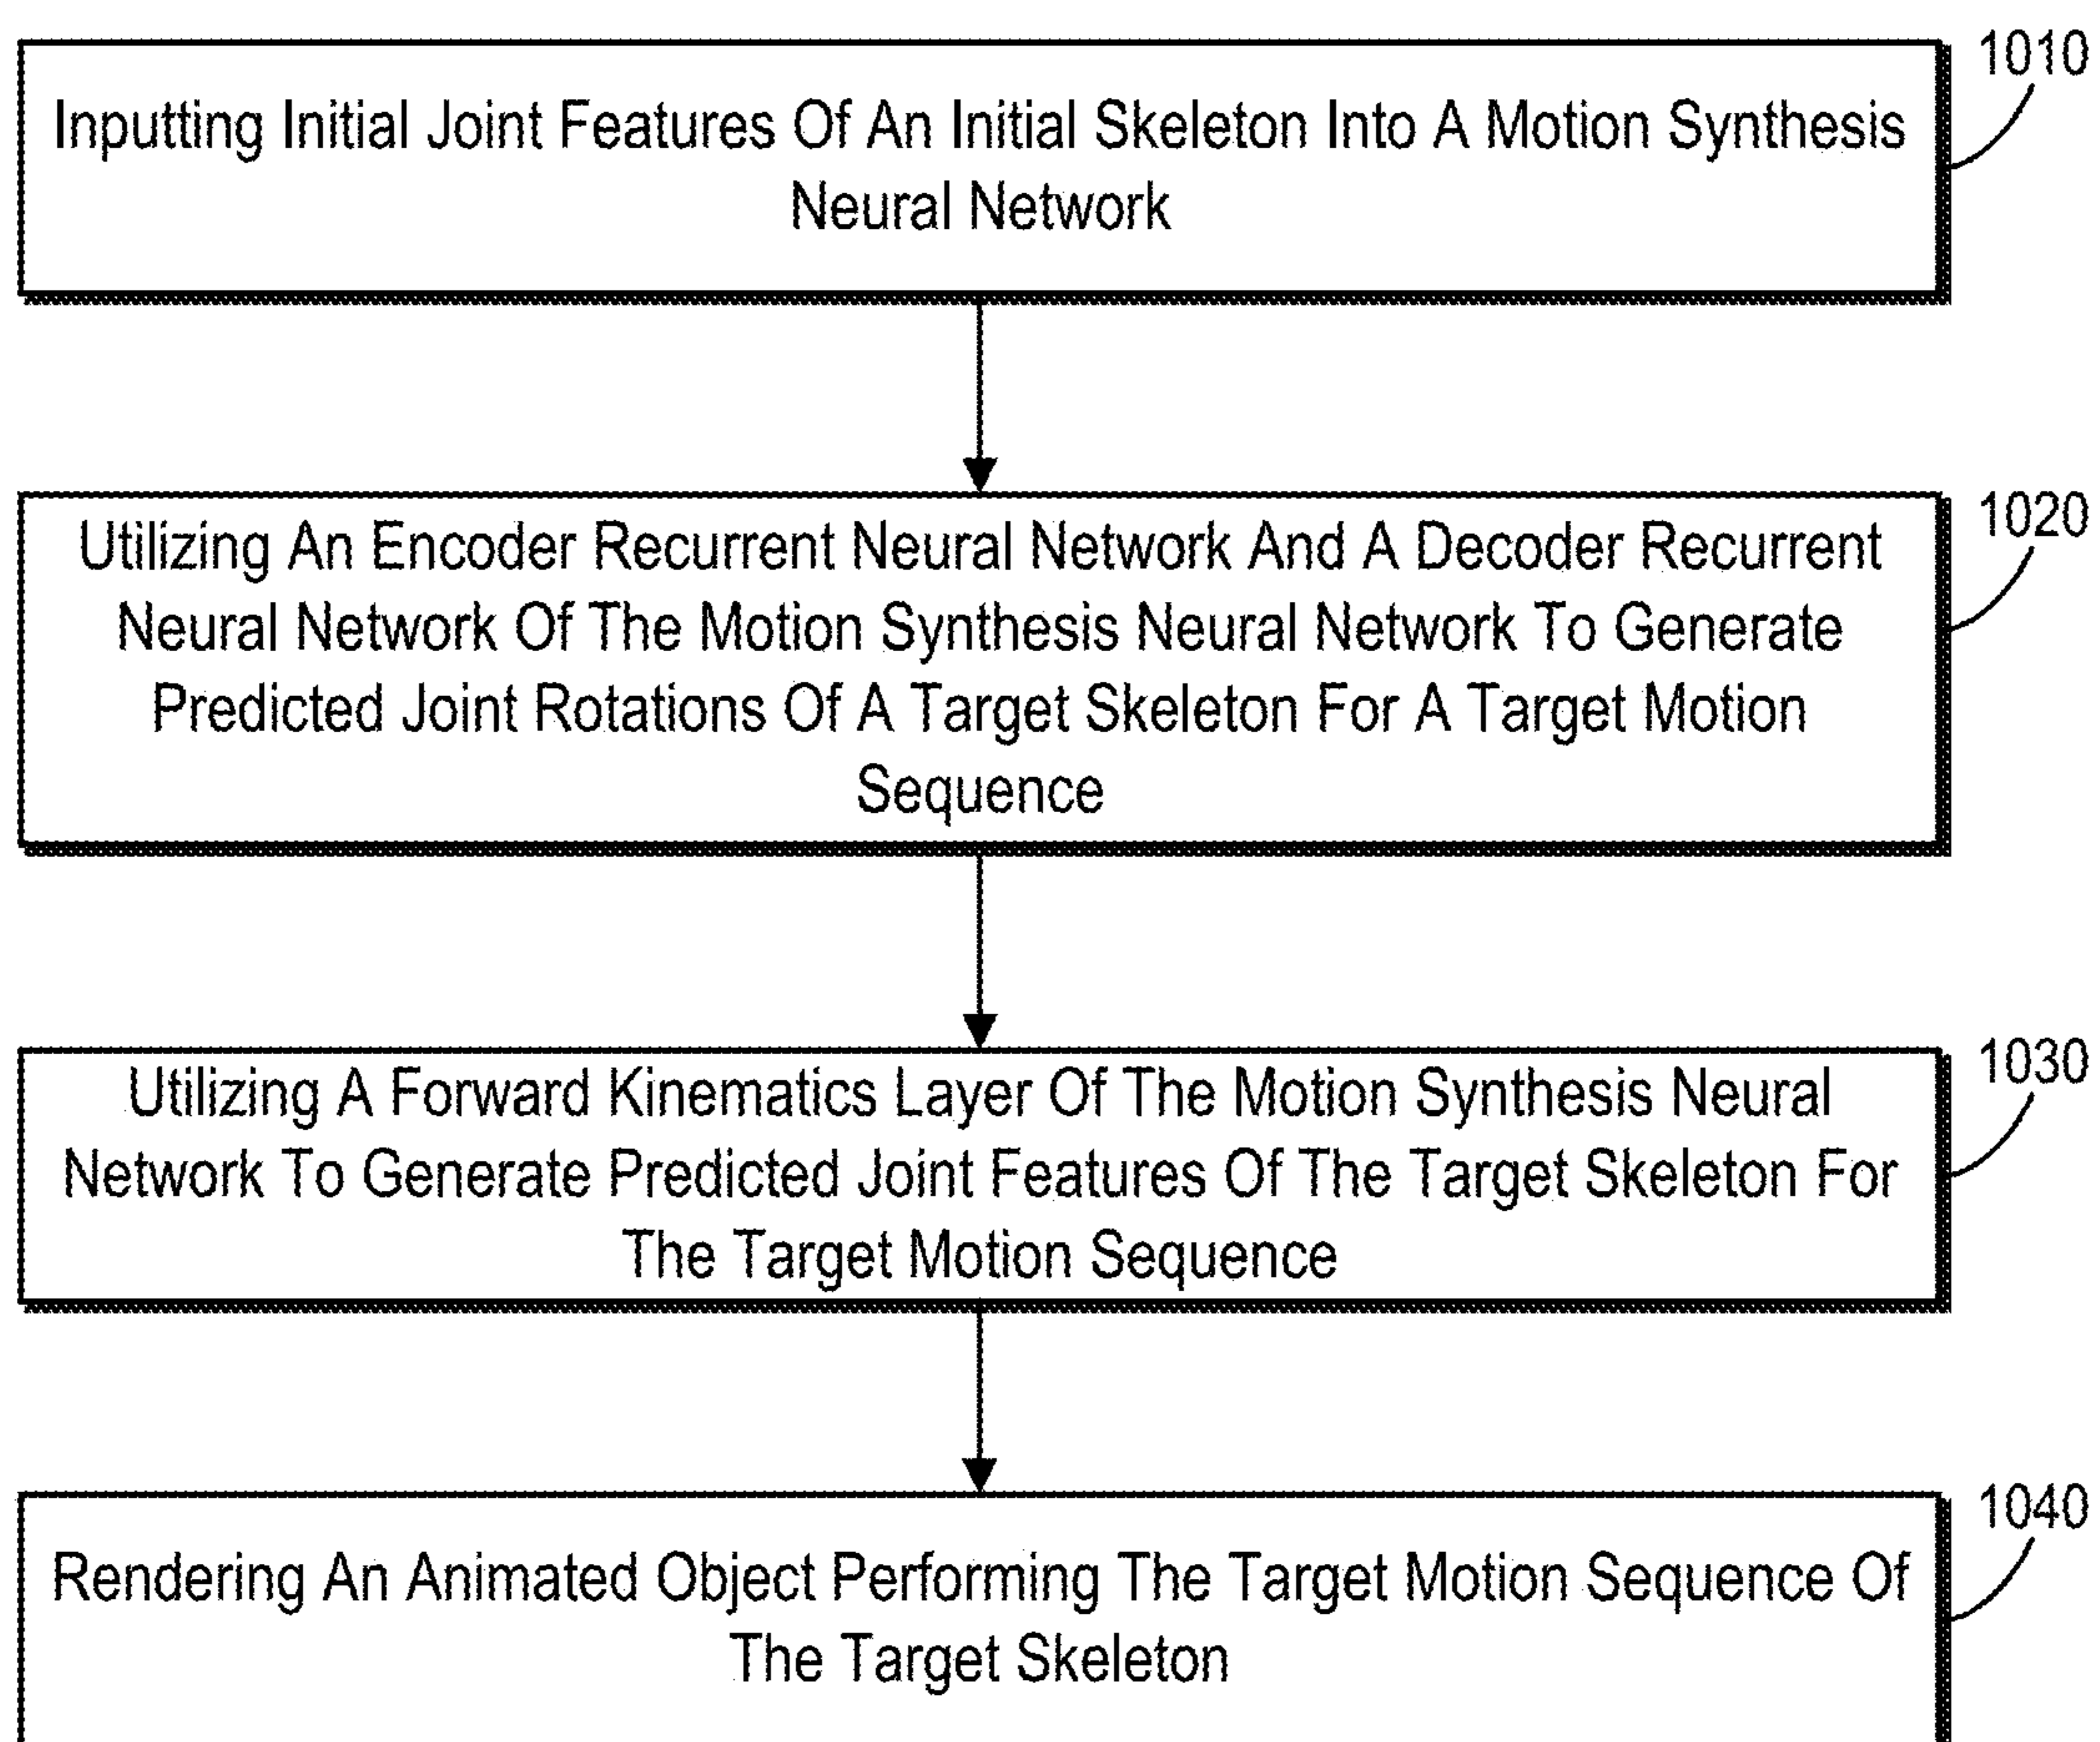 1010
Inputting Initial Joint Features Of An Initial Skeleton Into A Motion Synthesis
Neural Network
1020
Utilizing An Encoder Recurrent Neural Network And A Decoder Recurrent
Neural Network Of The Motion Synthesis Neural Network To Generate
Predicted Joint Rotations Of A Target Skeleton For A Target Motion
Sequence
1030
Utilizing A Forward Kinematics Layer Of The Motion Synthesis Neural
Network To Generate Predicted Joint Features Of The Target Skeleton For
The Target Motion Sequence
1040
Rendering An Animated Object Performing The Target Motion Sequence Of
The Target Skeleton